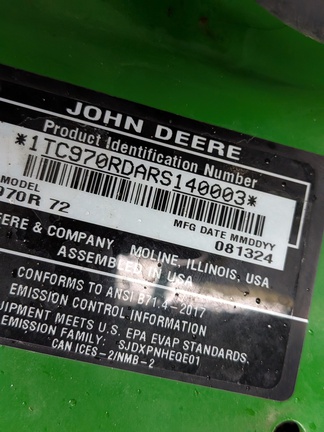 JOHN DEERE
Product Identification Number
*1TC970RDARS140003*
MODEL
970R 72
MFG DATE MMDDYY
081324
EERE & COMPANY MOLINE, ILLINOIS, USA
ASSEMBLED IN USA
CONFORMS TO ANSI B71.4-2017
EMISSION CONTROL INFORMATION
EQUIPMENT MEETS U.S. EPA EVAP STANDARDS.
EMISSION FAMILY: SJDXPNHEQE01
CAN ICES-2/NMB-2